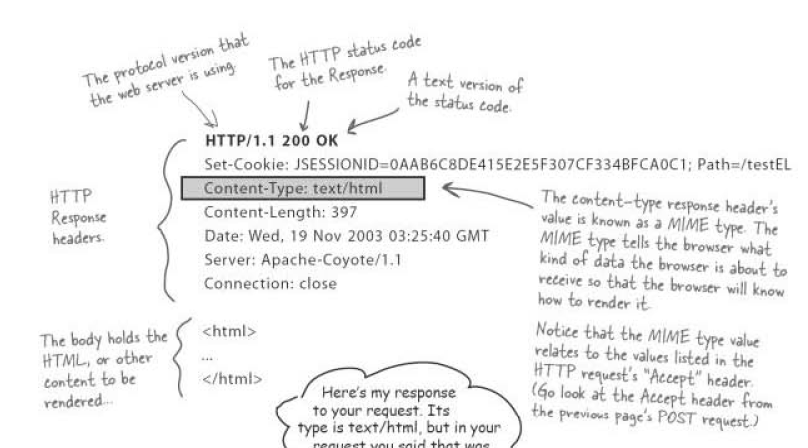 The protocol version that
the web server is using.
The HTTP status code
for the Response.
A text version of
the status code.
HTTP/1.1 200 OK
Set-Cookie: JSESSIONID=0AAB6C8DE415E2E5F307CF334BFCA0C1; Path=/testEL
Content-Type: text/html
Content-Length: 397
Date: Wed, 19 Nov 2003 03:25:40 GMT
Server: Apache-Coyote/1.1
Connection: close
HTTP
Response
headers.
The content-type response header's
value is known as a MIME type. The
MIME type tells the browser what
kind of data the browser is about to
receive so that the browser will know
how to render it.
Notice that the MIME type value
relates to the values listed in the
HTTP request's "Accept" header.
(Go look at the Accept header from
the previous page's POST request.)
The body holds the
HTML, or other
content to be
rendered...
<html>
...
</html>
Here's my response
to your request. Its
type is text/html, but in your
request you said that was